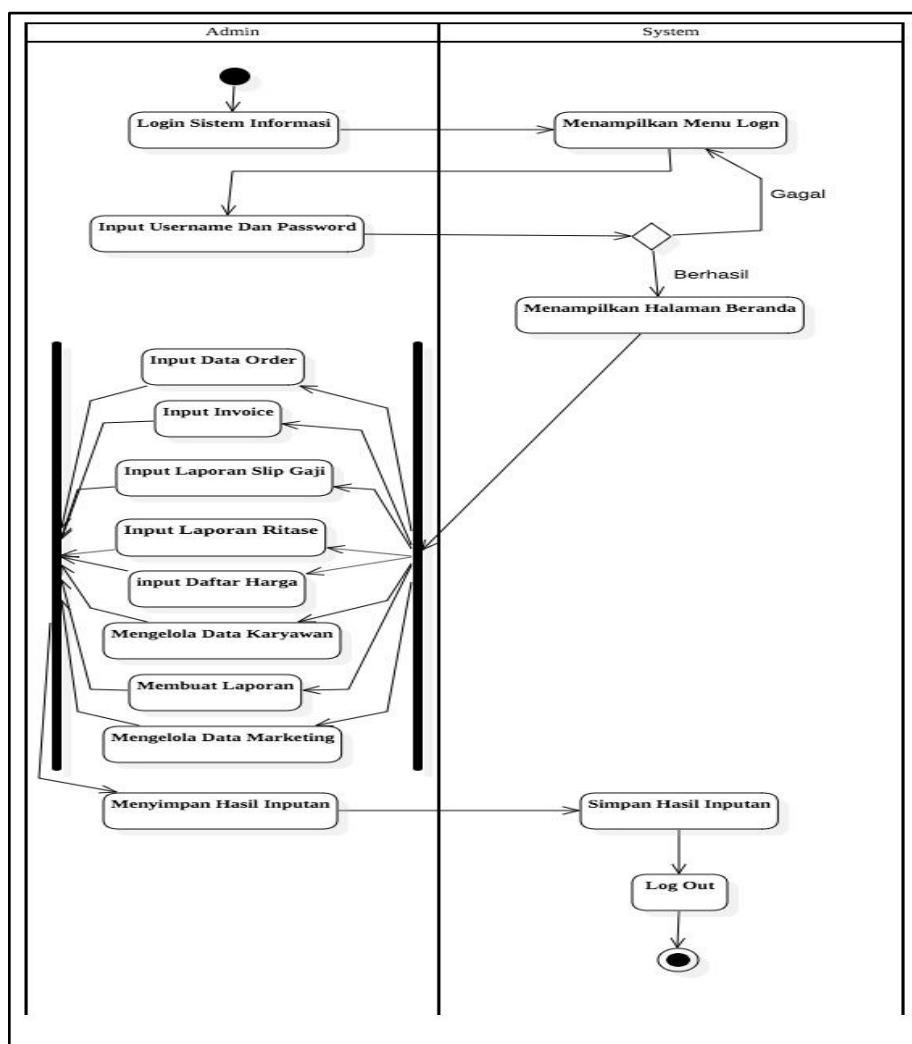 Admin
System
Login Sistem Informasi
Menampilkan Menu Logn
Gagal
Input Username Dan Password
Berhasil
Menampilkan Halaman Beranda
Input Data Order
Input Invoice
Input Laporan Slip Gaji
Input Laporan Ritase
input Daftar Harga
Mengelola Data Karyawan
Membuat Laporan
Mengelola Data Marketing
Menyimpan Hasil Inputan
Simpan Hasil Inputan
Log Out